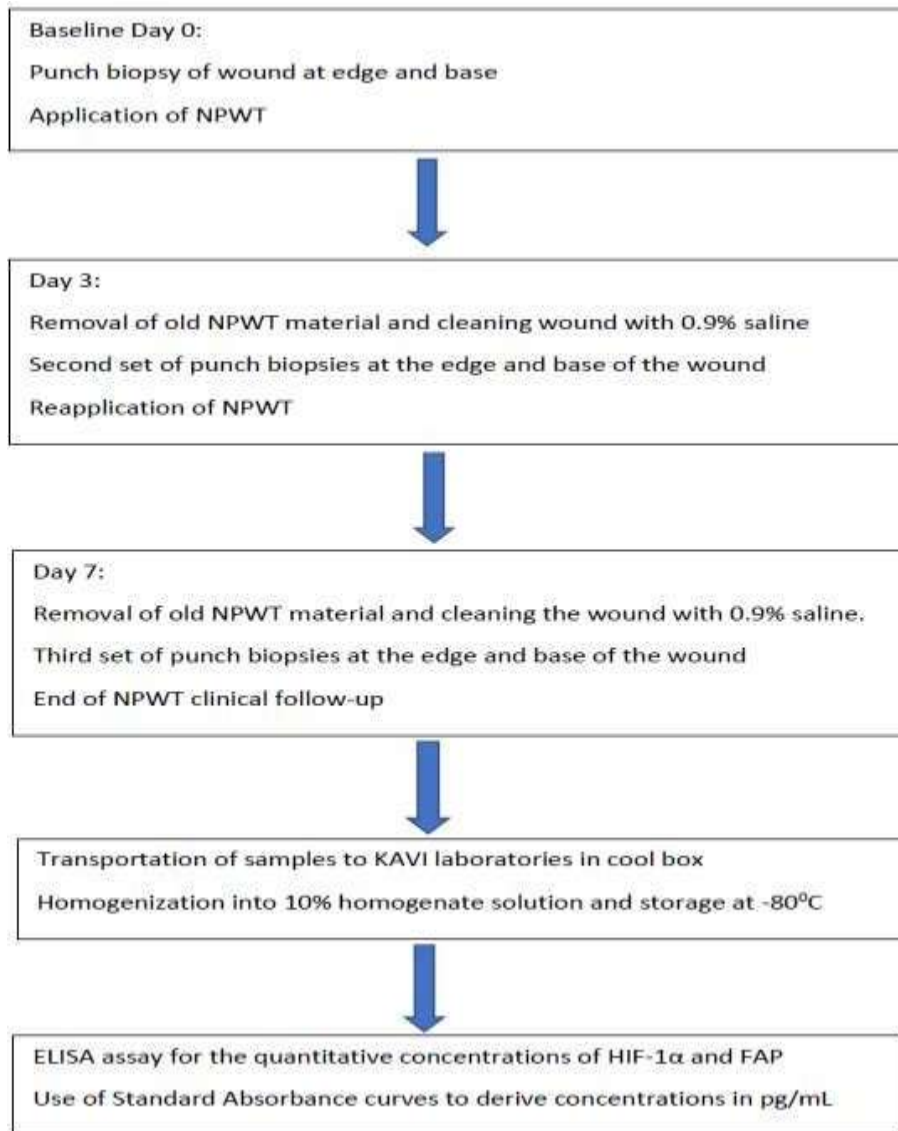 Baseline Day 0:
Punch biopsy of wound at edge and base
Application of NPWT
Day 3:
Removal of old NPWT material and cleaning wound with 0.9% saline
Second set of punch biopsies at the edge and base of the wound
Reapplication of NPWT
Day 7:
Removal of old NPWT material and cleaning the wound with 0.9% saline.
Third set of punch biopsies at the edge and base of the wound
End of NPWT clinical follow-up
Transportation of samples to KAVI laboratories in cool box
Homogenization into 10% homogenate solution and storage at -80⁰C
ELISA assay for the quantitative concentrations of HIF-1α and FAP
Use of Standard Absorbance curves to derive concentrations in pg/mL